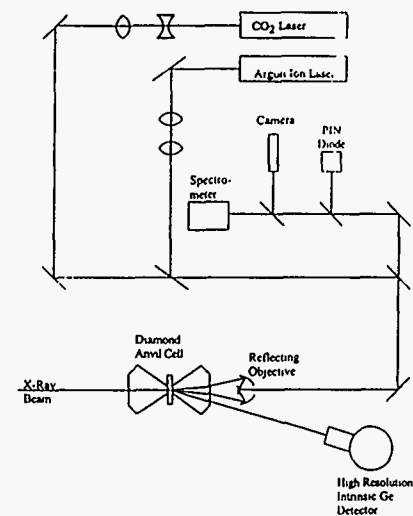 CO2 Laser
Argon Ion Laser
Camera
PIN
Diode
Spectro-
meter
Diamond
Anvil Cell
Reflecting
Objective
X-Ray
Beam
High Resolution
Intrinsic Ge
Detector